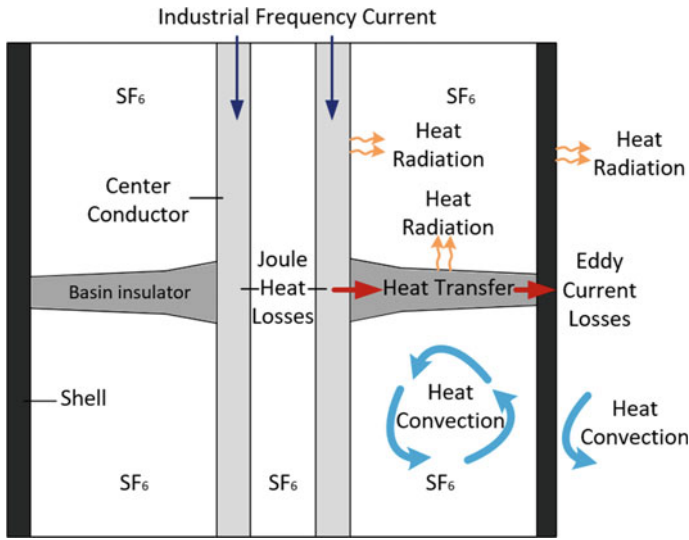 Industrial Frequency Current
SF₆
SF₆
Heat
Radiation
Heat
Radiation
Center
Conductor
Heat
Radiation
Joule
Heat
Losses
Basin insulator
Heat Transfer
Eddy
Current
Losses
Shell
Heat
Convection
Heat
Convection
SF₆
SF₆
SF₆